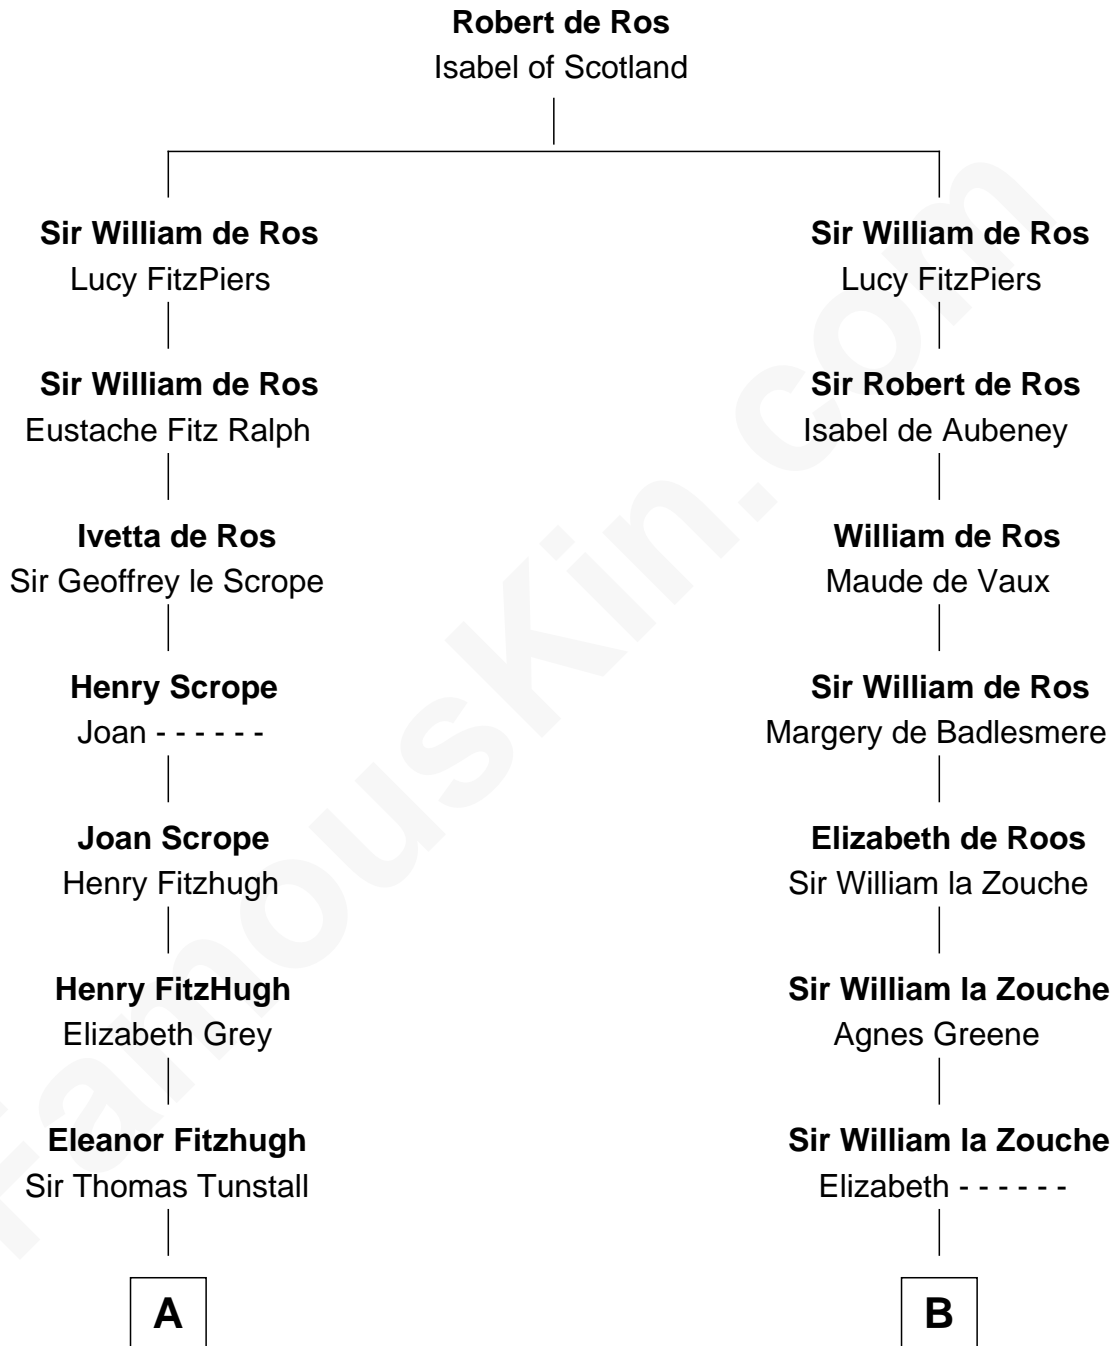 Robert de Ros
Isabel of Scotland
Sir William de Ros
Lucy FitzPiers
Sir William de Ros
Eustache Fitz Ralph
Ivetta de Ros
Sir Geoffrey le Scrope
Henry Scrope
Joan - - - - - -
Joan Scrope
Henry Fitzhugh
Henry FitzHugh
Elizabeth Grey
Eleanor Fitzhugh
Sir Thomas Tunstall
A
Sir William de Ros
Lucy FitzPiers
Sir Robert de Ros
Isabel de Aubeney
William de Ros
Maude de Vaux
Sir William de Ros
Margery de Badlesmere
Elizabeth de Roos
Sir William la Zouche
Sir William la Zouche
Agnes Greene
Sir William la Zouche
Elizabeth - - - - - -
B
FamousKin.com